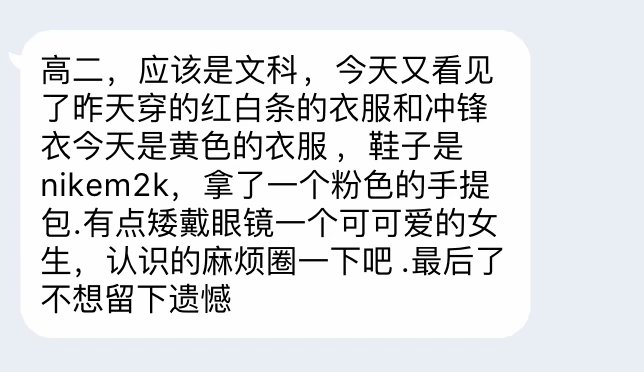 高二，应该是文科，今天又看见
了昨天穿的红白条的衣服和冲锋
衣今天是黄色的衣服，鞋子是
nikem2k，拿了一个粉色的手提
包.有点矮戴眼镜一个可可爱的女
生，认识的麻烦圈一下吧 .最后了
不想留下遗憾